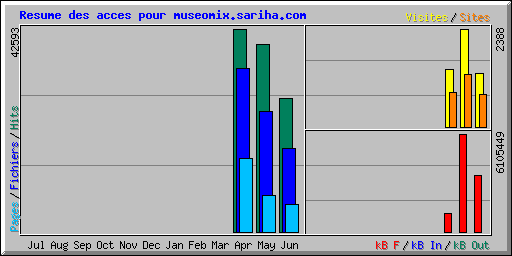 Resume des acces pour museomix.sariha.com
Visites / Sites
42593
2388
Pages / Fichiers / Hits
6105449
Jul Aug Sep Oct Nov Dec Jan Feb Mar Apr May Jun
kB F / kB In / kB Out